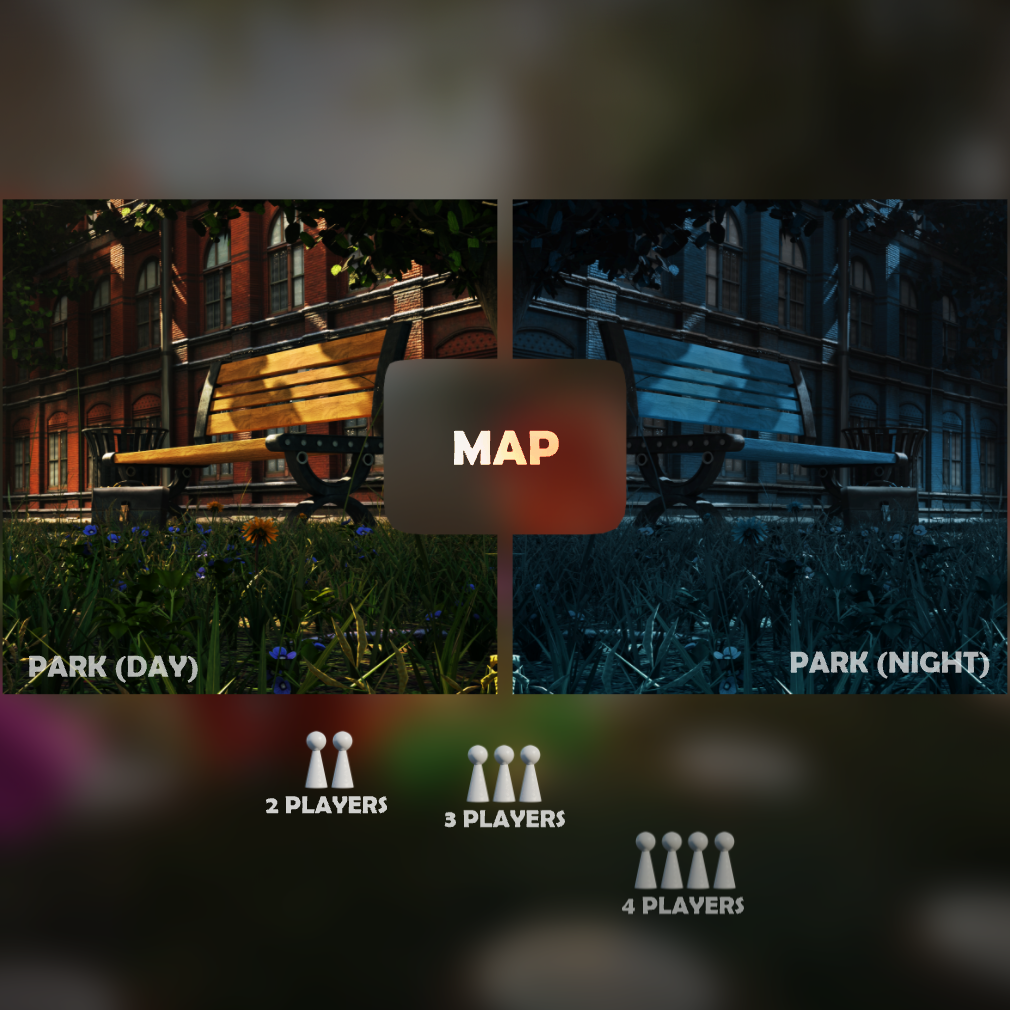 MAP
PARK (DAY)
PARK (NIGHT)
2 PLAYERS
3 PLAYERS
4 PLAYERS